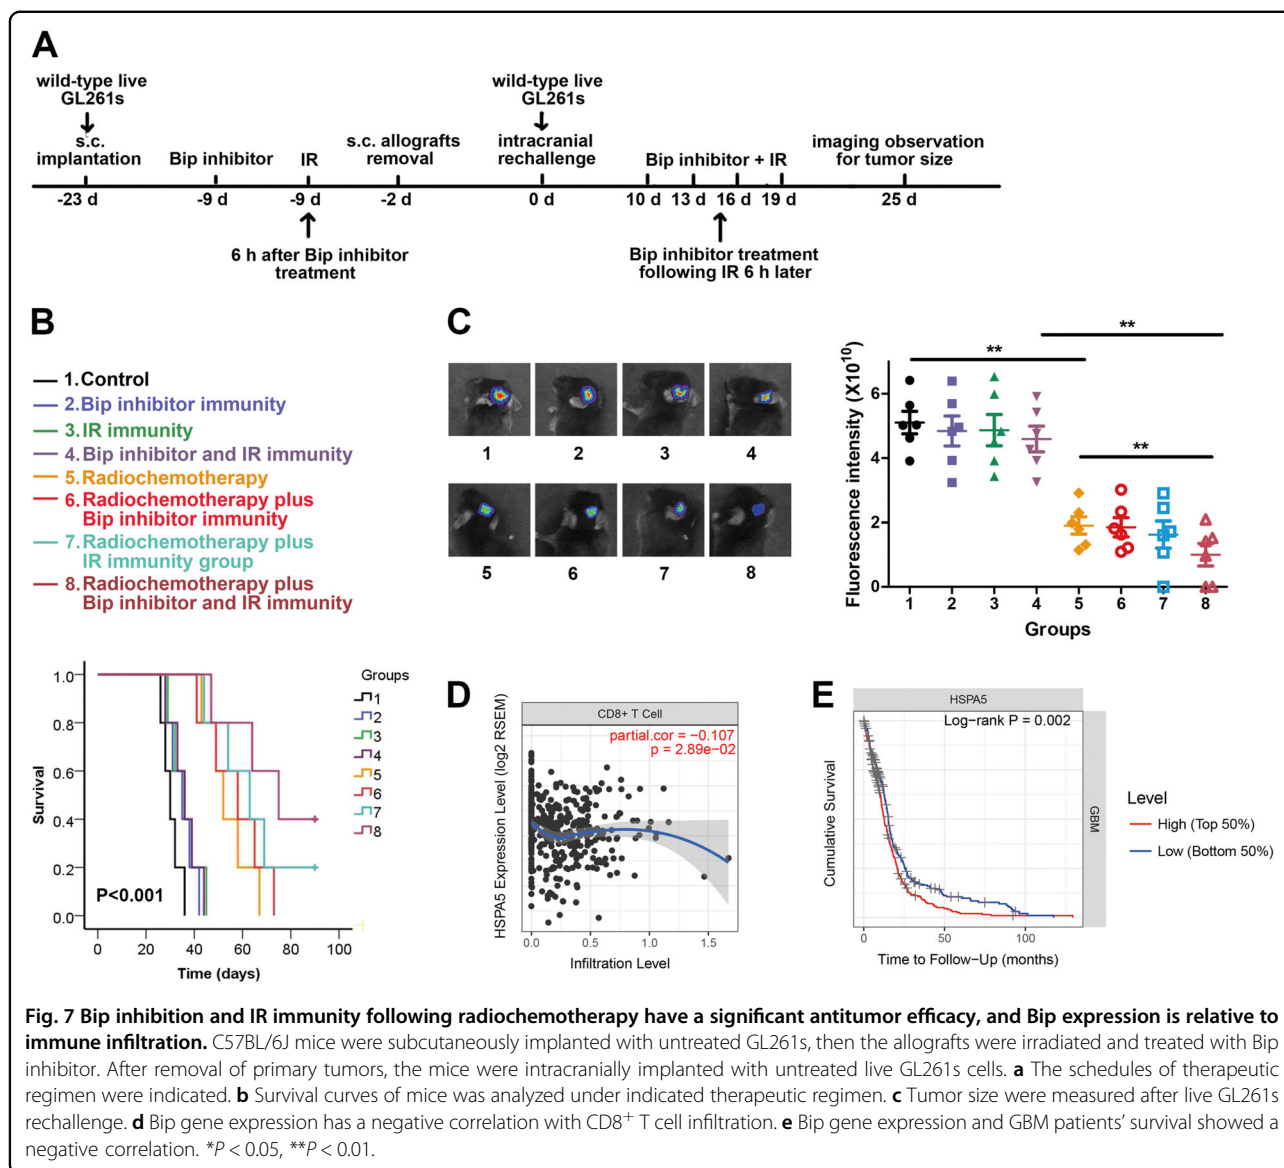 A
wild-type live
GL261s
s.c.
implantation
Bip inhibitor
IR
s.c. allografts
removal
wild-type live
GL261s
intracranial
rechallenge
Bip inhibitor + IR
imaging observation
for tumor size
-23 d
-9 d
-9 d
-2 d
0 d
10 d
13 d
16 d
19 d
25 d
6 h after Bip inhibitor
treatment
Bip inhibitor treatment
following IR 6 h later
B
1.Control
2.Bip inhibitor immunity
3.IR immunity
4.Bip inhibitor and IR immunity
5.Radiochemotherapy
6.Radiochemotherapy plus
Bip inhibitor immunity
7.Radiochemotherapy plus
IR immunity group
8.Radiochemotherapy plus
Bip inhibitor and IR immunity
Survival
1.0
0.8
0.6
0.4
0.2
0.0
P<0.001
0 20 40 60 80 100
Time (days)
Groups
1
2
3
4
5
6
7
8
C
1 2 3 4
5 6 7 8
Fluorescence intensity (X10¹⁰)
6
4
2
0
**
**
**
1 2 3 4 5 6 7 8
Groups
D
CD8+ T Cell
partial.cor = −0.107
p = 2.89e−02
HSPA5 Expression Level (log2 RSEM)
0.0 0.5 1.0 1.5
Infiltration Level
E
HSPA5
Log-rank P = 0.002
GBM
Cumulative Survival
0 50 100
Time to Follow−Up (months)
Level
High (Top 50%)
Low (Bottom 50%)
Fig. 7 Bip inhibition and IR immunity following radiochemotherapy have a significant antitumor efficacy, and Bip expression is relative to
immune infiltration. C57BL/6J mice were subcutaneously implanted with untreated GL261s, then the allografts were irradiated and treated with Bip
inhibitor. After removal of primary tumors, the mice were intracranially implanted with untreated live GL261s cells. a The schedules of therapeutic
regimen were indicated. b Survival curves of mice was analyzed under indicated therapeutic regimen. c Tumor size were measured after live GL261s
rechallenge. d Bip gene expression has a negative correlation with CD8⁺ T cell infiltration. e Bip gene expression and GBM patients’ survival showed a
negative correlation. *P < 0.05, **P < 0.01.